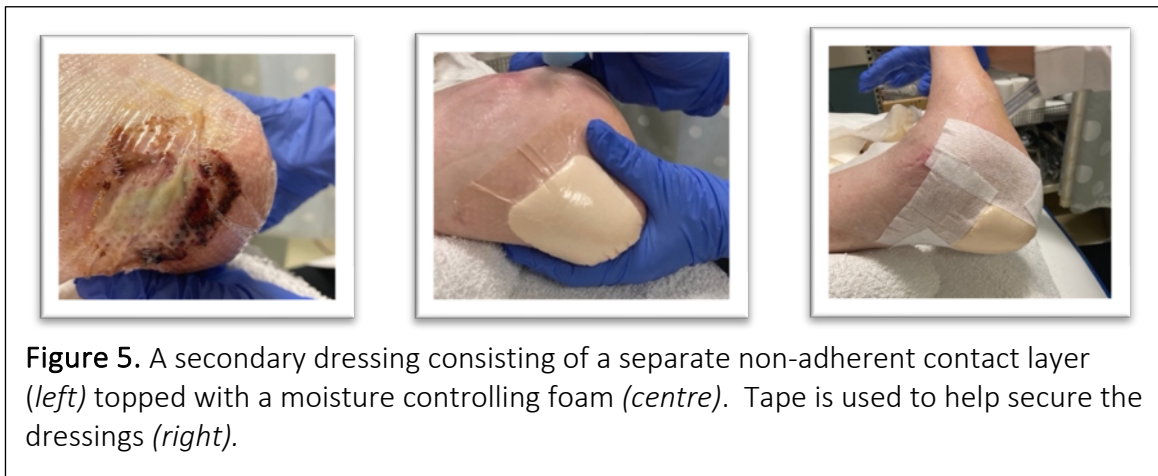 Figure 5. A secondary dressing consisting of a separate non-adherent contact layer
(left) topped with a moisture controlling foam (centre).  Tape is used to help secure the
dressings (right).